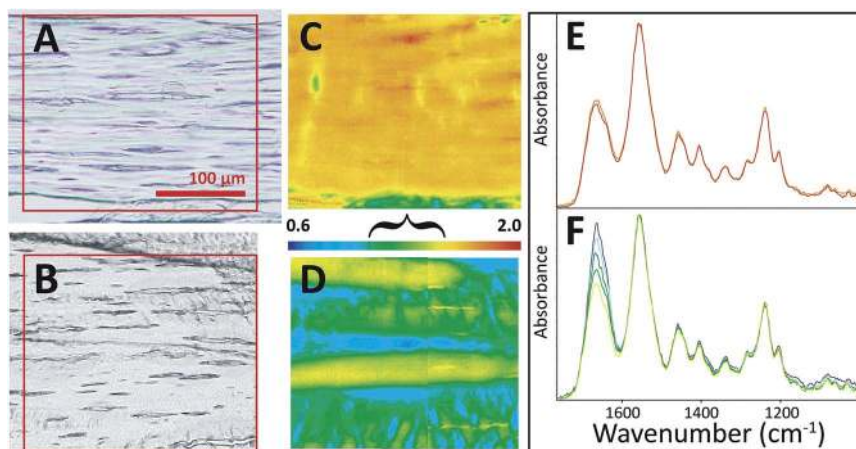 A
100 µm
B
C
0.6
2.0
D
E
Absorbance
F
Absorbance
1600 1400 1200
Wavenumber (cm⁻¹)